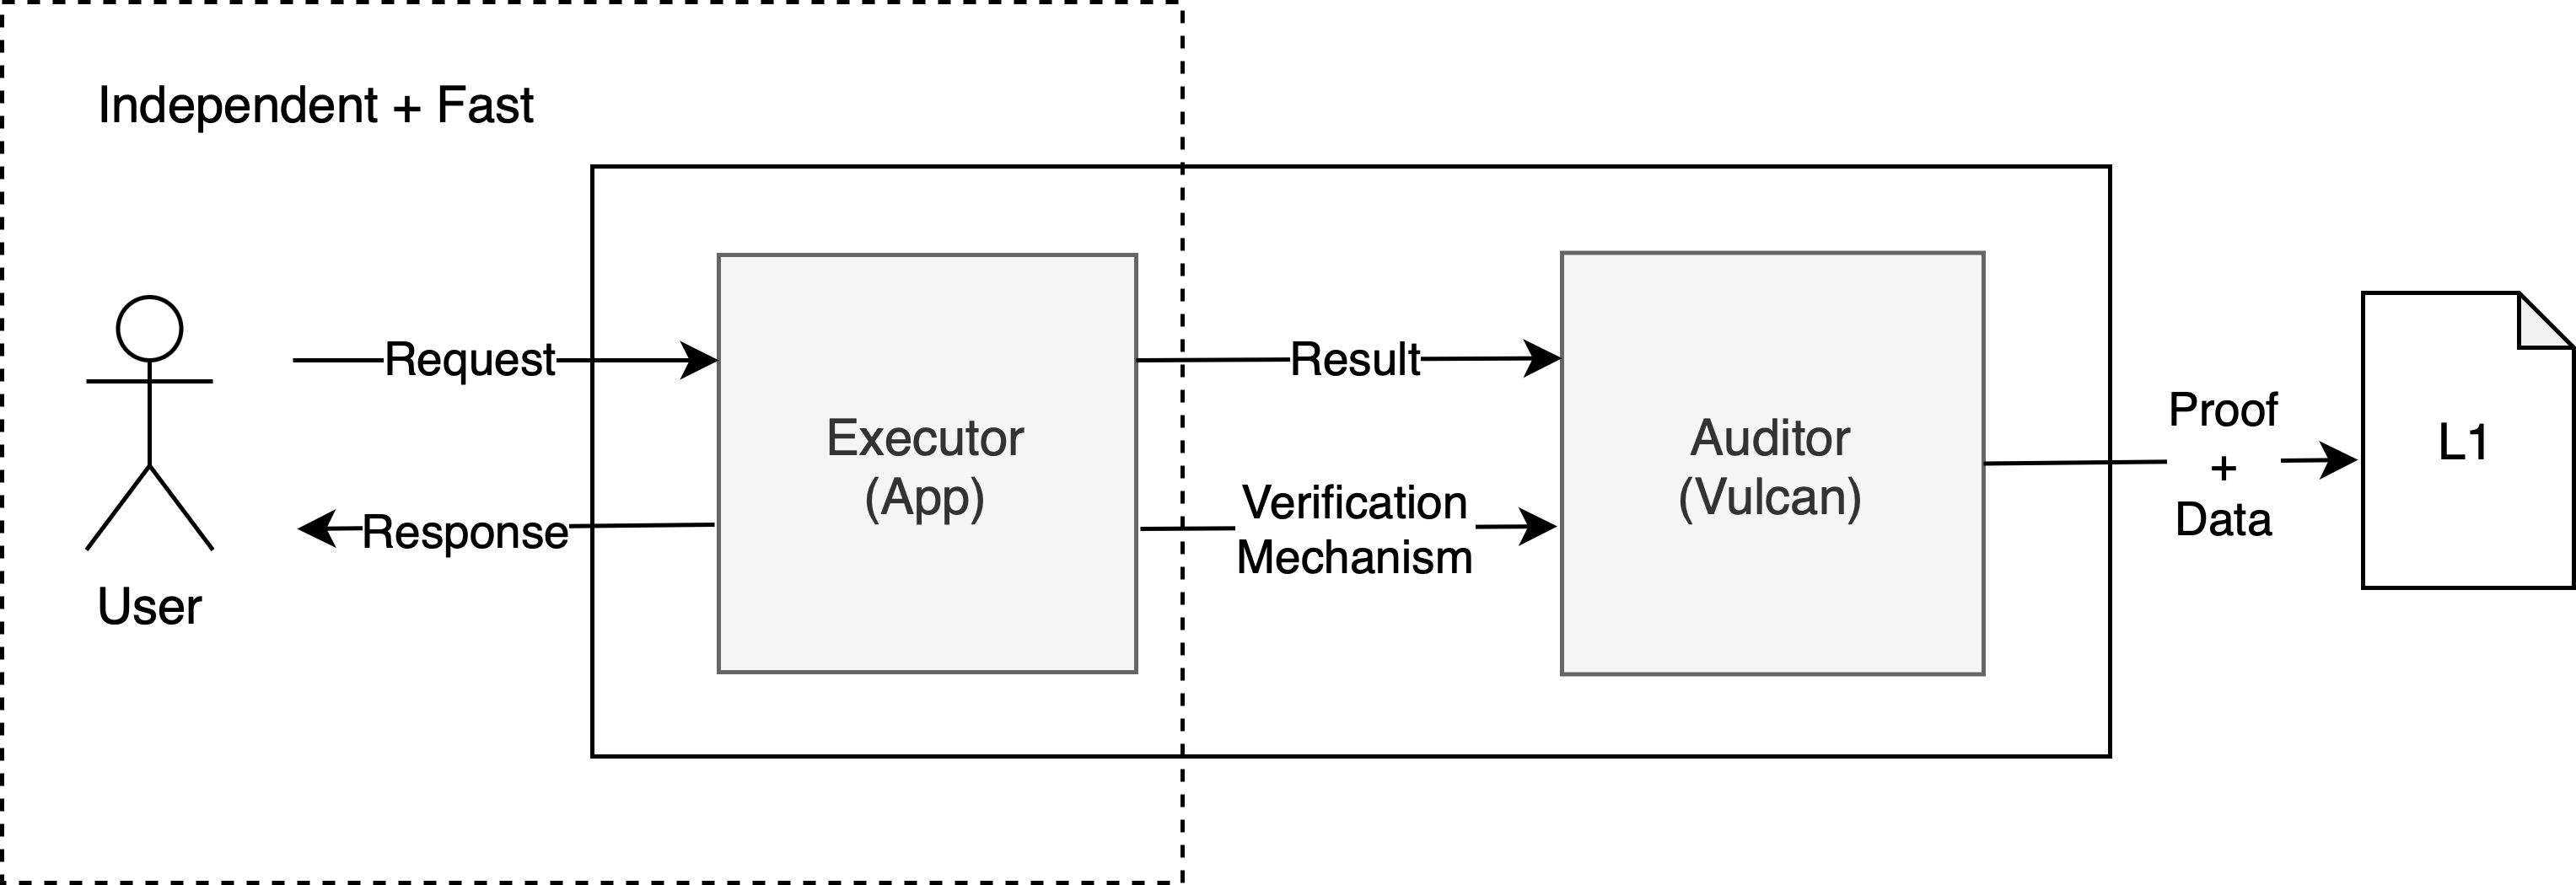 Independent + Fast
Request
Result
Executor
(App)
Auditor
(Vulcan)
Proof
+
Data
L1
Response
Verification
Mechanism
User